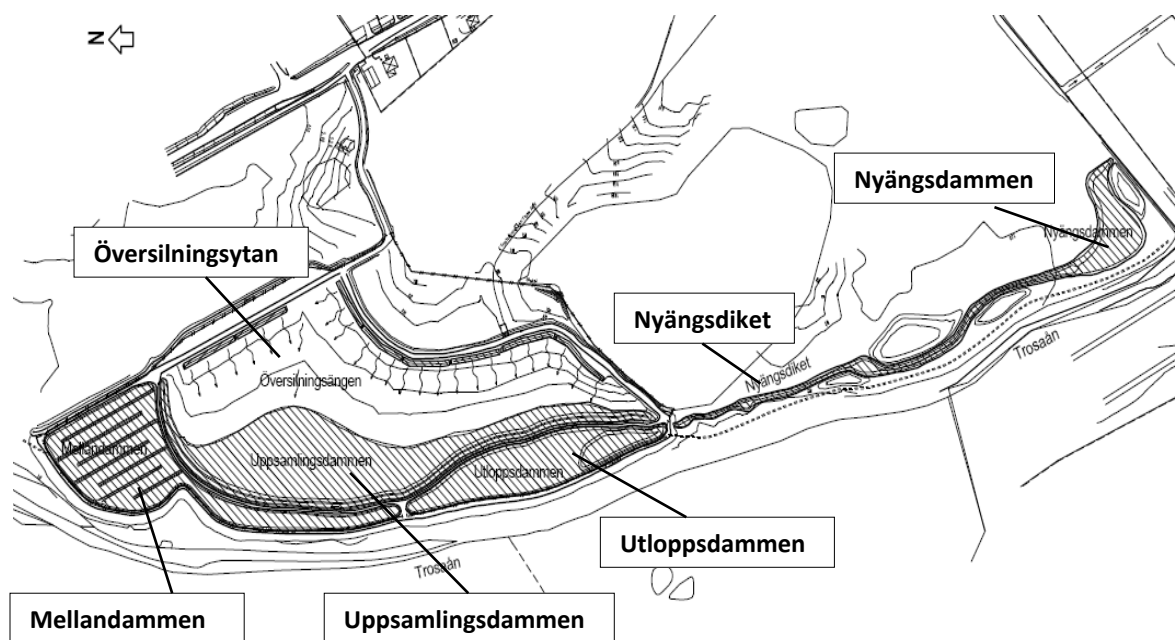 N
Nyängsdammen
Nyängsdammen
Översilningsytan
Nyängsdiket
Trosaån
Nyängsdiket
Översilningsängen
Mellandammen
Uppsamlingsdammen
Utloppsdammen
Utloppsdammen
Trosaån
Mellandammen
Uppsamlingsdammen